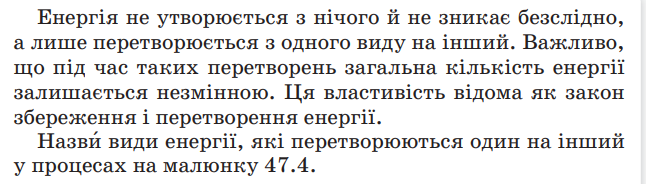 Енергія не утворюється з нічого й не зникає безслідно,
а лише перетворюється з одного виду на інший. Важливо,
що під час таких перетворень загальна кількість енергії
залишається незмінною. Ця властивість відома як закон
збереження і перетворення енергії.
Назви́ види енергії, які перетворюються один на інший
у процесах на малюнку 47.4.